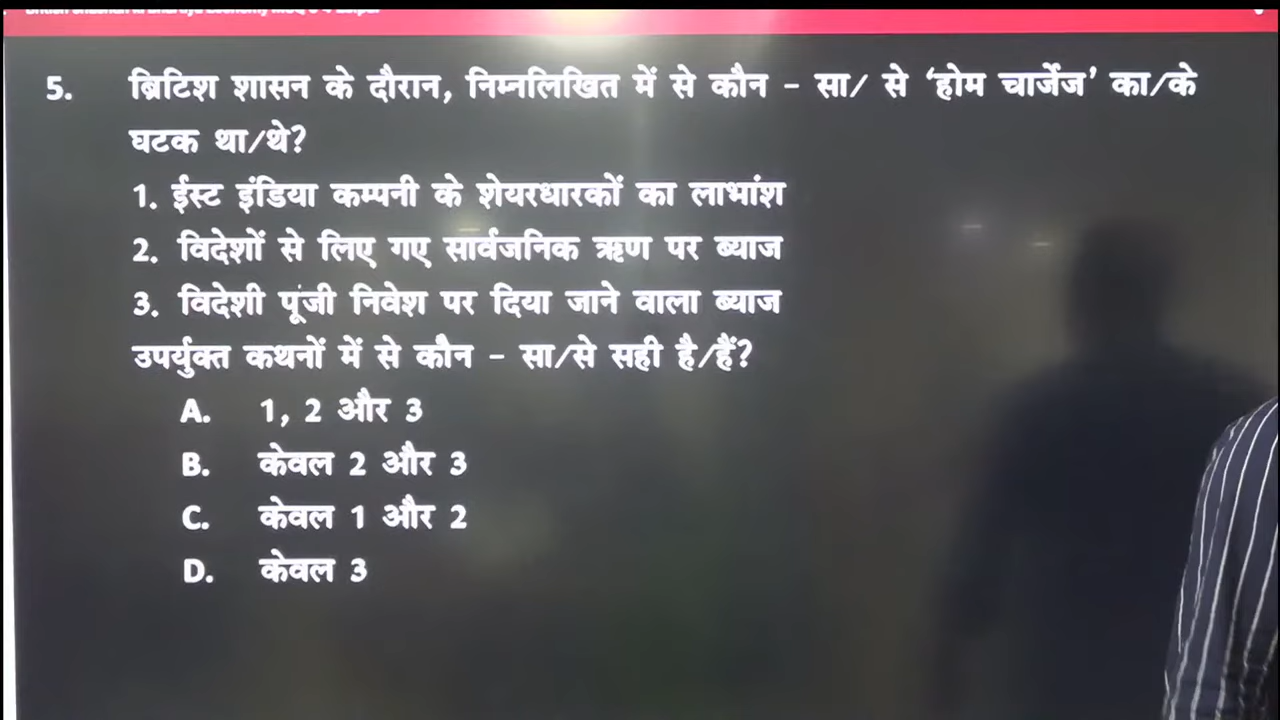 5. ब्रिटिश शासन के दौरान, निम्नलिखित में से कौन - सा/ से ‘होम चार्जेज’ का/के
घटक था/थे?
1. ईस्ट इंडिया कम्पनी के शेयरधारकों का लाभांश
2. विदेशों से लिए गए सार्वजनिक ऋण पर ब्याज
3. विदेशी पूंजी निवेश पर दिया जाने वाला ब्याज
उपर्युक्त कथनों में से कौन - सा/से सही है/हैं?
A. 1, 2 और 3
B. केवल 2 और 3
C. केवल 1 और 2
D. केवल 3